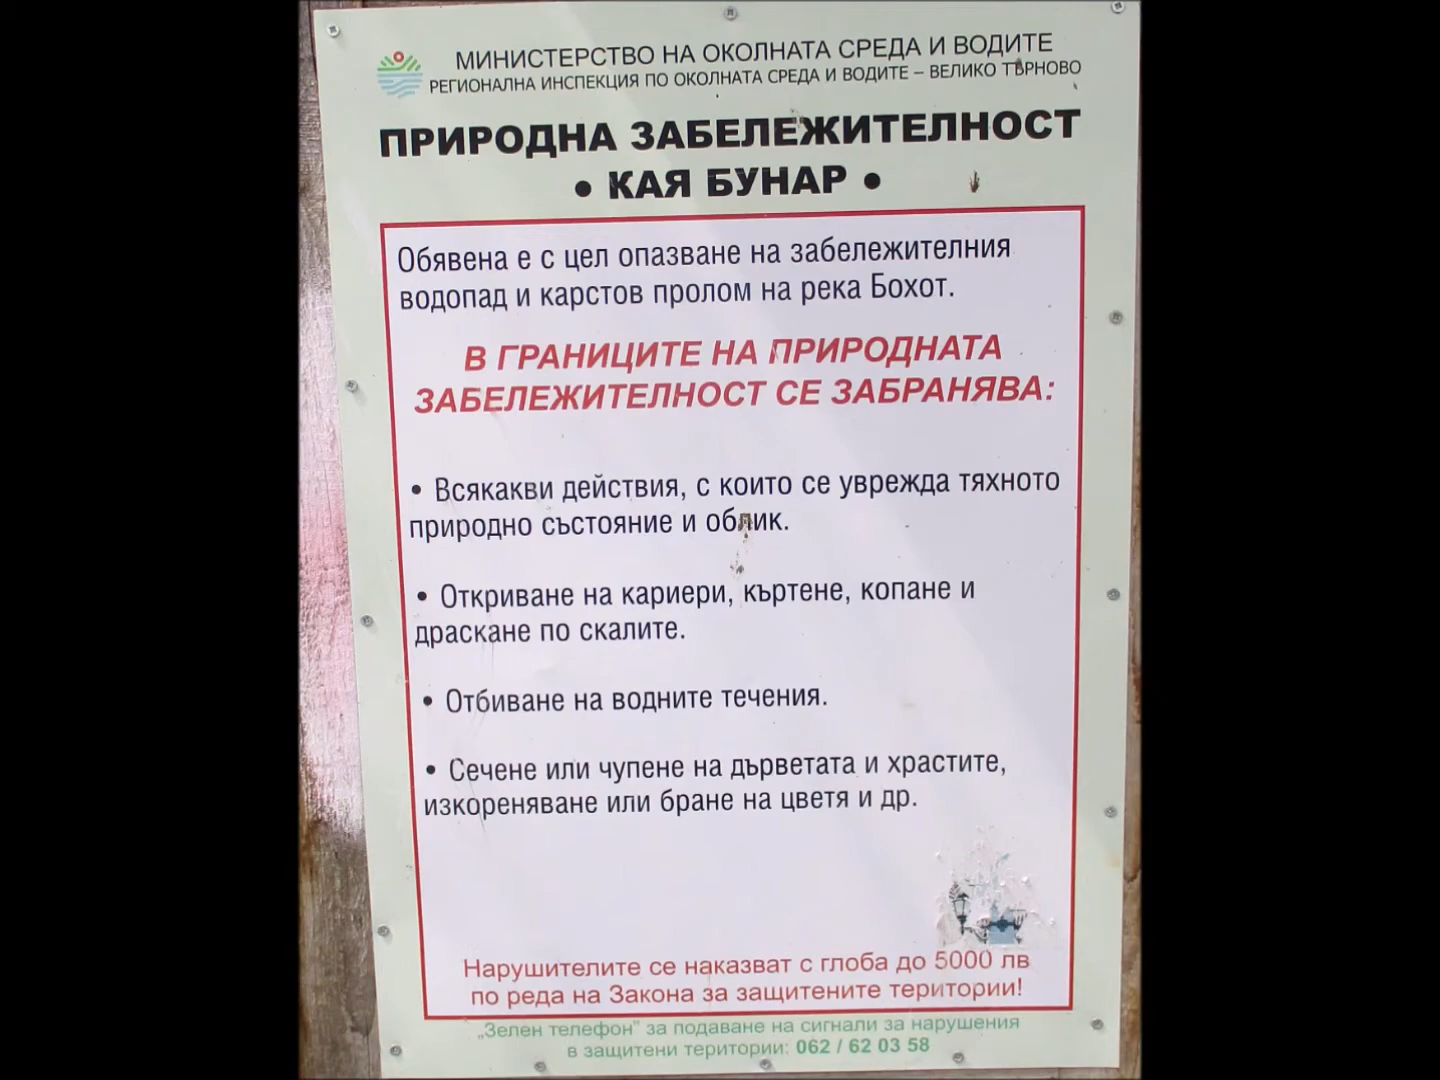 МИНИСТЕРСТВО НА ОКОЛНАТА СРЕДА И ВОДИТЕ
РЕГИОНАЛНА ИНСПЕКЦИЯ ПО ОКОЛНАТА СРЕДА И ВОДИТЕ – ВЕЛИКО ТЪРНОВО
ПРИРОДНА ЗАБЕЛЕЖИТЕЛНОСТ
• КАЯ БУНАР •
Обявена е с цел опазване на забележителния
водопад и карстов пролом на река Бохот.
В ГРАНИЦИТЕ НА ПРИРОДНАТА
ЗАБЕЛЕЖИТЕЛНОСТ СЕ ЗАБРАНЯВА:
• Всякакви действия, с които се уврежда тяхното
природно състояние и облик.
• Откриване на кариери, къртене, копане и
драскане по скалите.
• Отбиване на водните течения.
• Сечене или чупене на дърветата и храстите,
изкореняване или бране на цветя и др.
Нарушителите се наказват с глоба до 5000 лв
по реда на Закона за защитените територии!
„Зелен телефон" за подаване на сигнали за нарушения
в защитени територии: 062 / 62 03 58